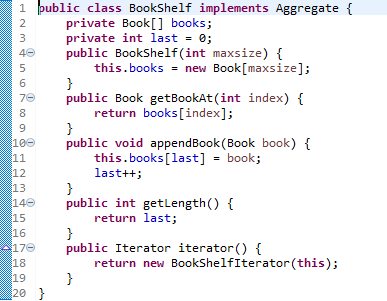 1 public class BookShelf implements Aggregate {
2     private Book[] books;
3     private int last = 0;
4     public BookShelf(int maxsize) {
5         this.books = new Book[maxsize];
6     }
7     public Book getBookAt(int index) {
8         return books[index];
9     }
10     public void appendBook(Book book) {
11         this.books[last] = book;
12         last++;
13     }
14     public int getLength() {
15         return last;
16     }
17     public Iterator iterator() {
18         return new BookShelfIterator(this);
19     }
20 }